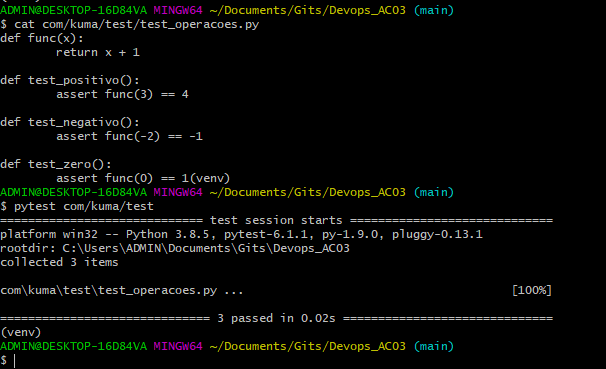 ADMIN@DESKTOP-16D84VA MINGW64 ~/Documents/Gits/Devops_AC03 (main)
$ cat com/kuma/test/test_operacoes.py
def func(x):
        return x + 1

def test_positivo():
        assert func(3) == 4

def test_negativo():
        assert func(-2) == -1

def test_zero():
        assert func(0) == 1(venv)
ADMIN@DESKTOP-16D84VA MINGW64 ~/Documents/Gits/Devops_AC03 (main)
$ pytest com/kuma/test
============================= test session starts =============================
platform win32 -- Python 3.8.5, pytest-6.1.1, py-1.9.0, pluggy-0.13.1
rootdir: C:\Users\ADMIN\Documents\Gits\Devops_AC03
collected 3 items

com\kuma\test\test_operacoes.py ...                                      [100%]

============================== 3 passed in 0.02s ==============================
(venv)
ADMIN@DESKTOP-16D84VA MINGW64 ~/Documents/Gits/Devops_AC03 (main)
$